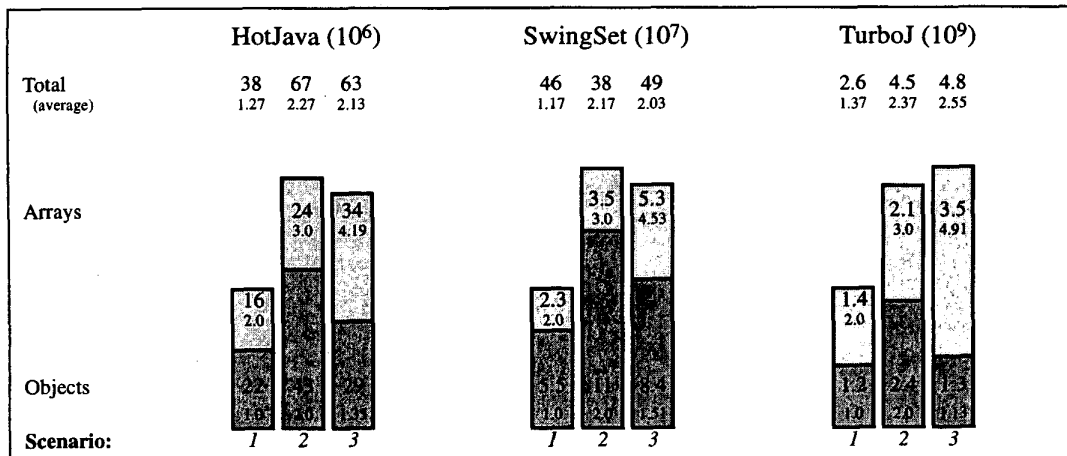 HotJava (10⁶) SwingSet (10⁷) TurboJ (10⁹)
Total 38 67 63 46 38 49 2.6 4.5 4.8
(average) 1.27 2.27 2.13 1.17 2.17 2.03 1.37 2.37 2.55
Arrays 24 34 3.5 5.3 2.1 3.5
3.0 4.19 3.0 4.53 3.0 4.91
16 2.3 1.4
2.0 2.0 2.0
Objects 22 43 29 5.5 8.4 1.2 2.4 1.3
1.0 2.0 1.35 1.0 2.0 1.51 1.0 2.0 1.13
Scenario: 1 2 3 1 2 3 1 2 3